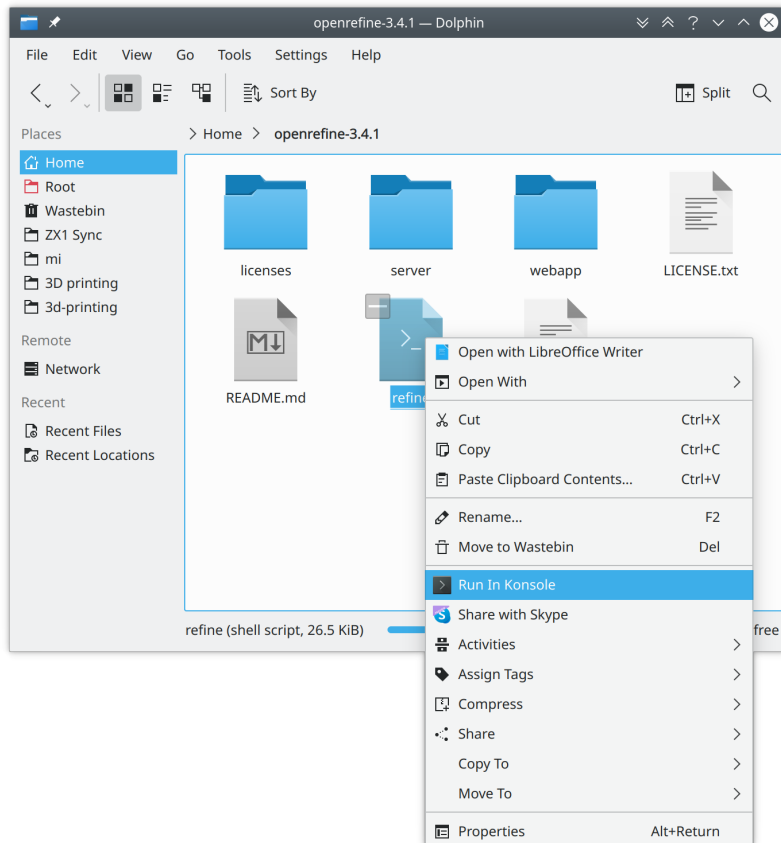 openrefine-3.4.1 — Dolphin
File Edit View Go Tools Settings Help
Sort By Split
Places
Home
Root
Wastebin
ZX1 Sync
mi
3D printing
3d-printing
Remote
Network
Recent
Recent Files
Recent Locations
> Home > openrefine-3.4.1
licenses server webapp LICENSE.txt
README.md refine
Open with LibreOffice Writer
Open With
Cut Ctrl+X
Copy Ctrl+C
Paste Clipboard Contents... Ctrl+V
Rename... F2
Move to Wastebin Del
Run In Konsole
Share with Skype
Activities
Assign Tags
Compress
Share
Copy To
Move To
Properties Alt+Return
refine (shell script, 26.5 KiB) free